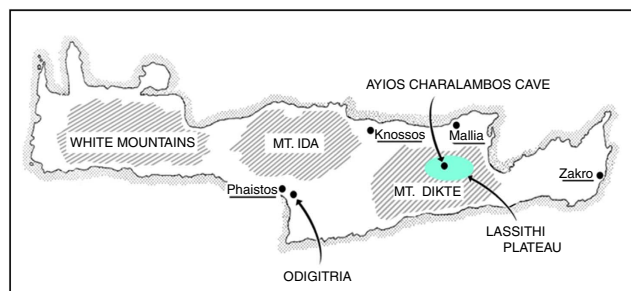 AYIOS CHARALAMBOS CAVE
Knossos
Mallia
WHITE MOUNTAINS
MT. IDA
Zakro
Phaistos
MT. DIKTE
LASSITHI
PLATEAU
ODIGITRIA